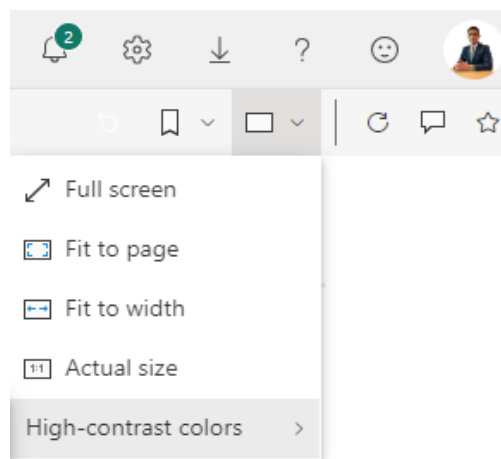 2
?
Full screen
Fit to page
Fit to width
1:1 Actual size
High-contrast colors